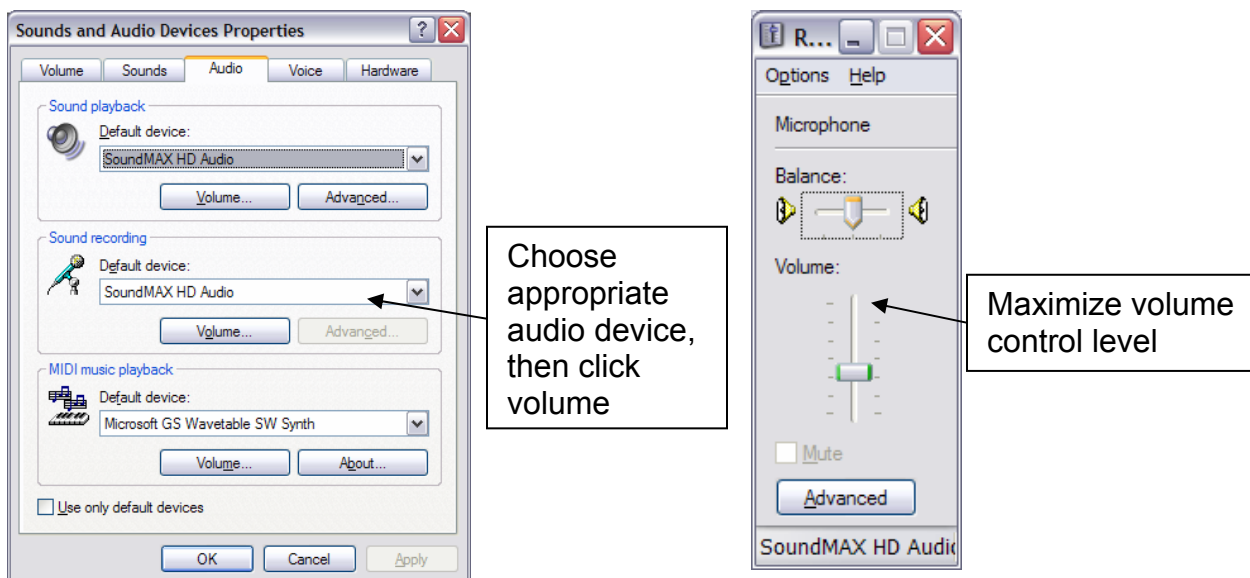 Sounds and Audio Devices Properties
?
Volume
Sounds
Audio
Voice
Hardware
Sound playback
Default device:
SoundMAX HD Audio
Volume...
Advanced...
Sound recording
Default device:
SoundMAX HD Audio
Volume...
Advanced...
MIDI music playback
Default device:
Microsoft GS Wavetable SW Synth
Volume...
About...
Use only default devices
OK
Cancel
Apply
Choose
appropriate
audio device,
then click
volume
R...
Options Help
Microphone
Balance:
Volume:
Mute
Advanced
SoundMAX HD Audio
Maximize volume
control level